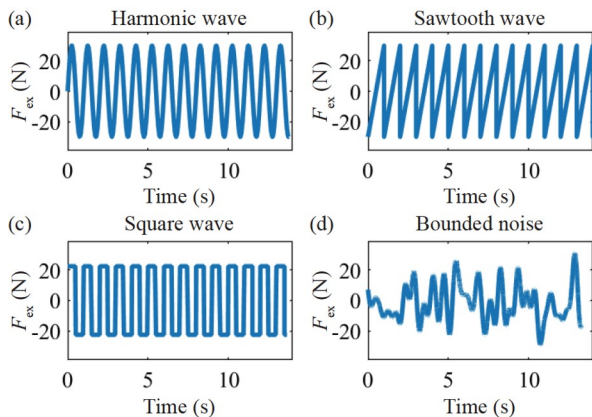 (a) Harmonic wave
(b) Sawtooth wave
F_ex (N)
20
0
-20
0 5 10
Time (s)
F_ex (N)
20
0
-20
0 5 10
Time (s)
(c) Square wave
(d) Bounded noise
F_ex (N)
20
0
-20
0 5 10
Time (s)
F_ex (N)
20
0
-20
0 5 10
Time (s)